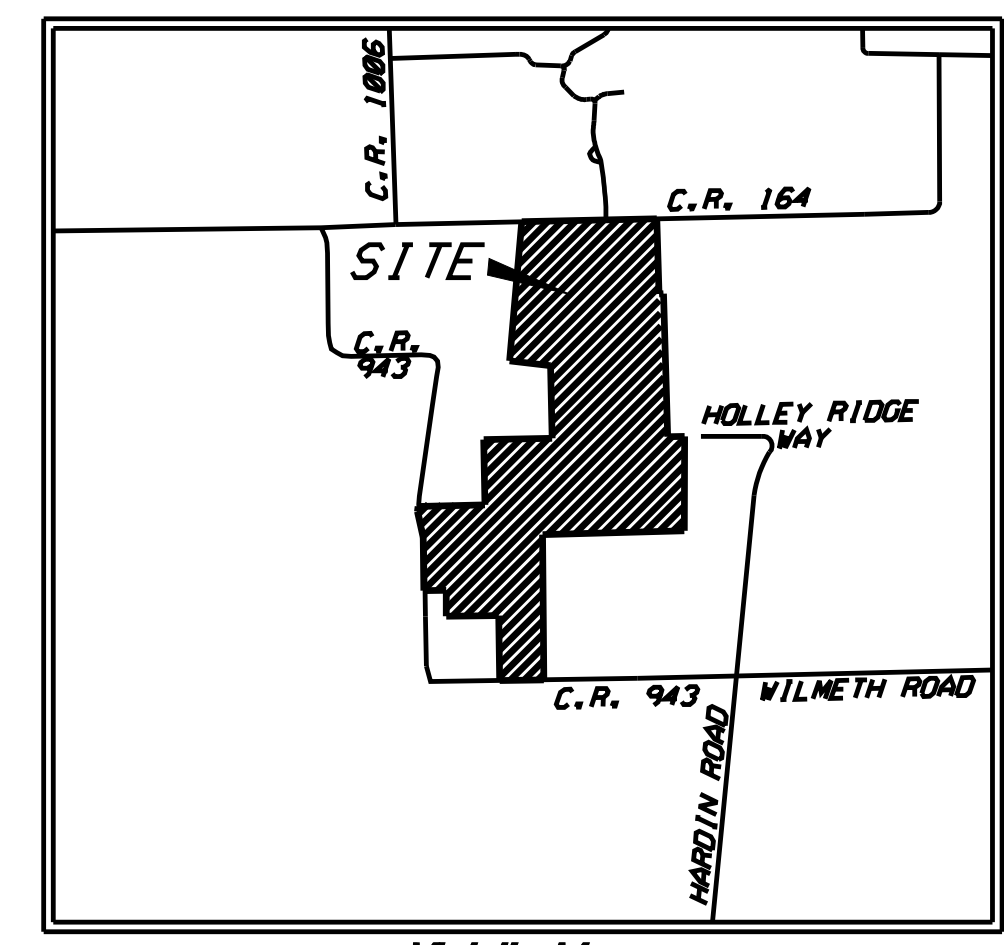 C.R. 1006
C.R. 164
SITE
C.R.
943
HOLLEY RIDGE
WAY
C.R. 943
WILMETH ROAD
HARDIN ROAD